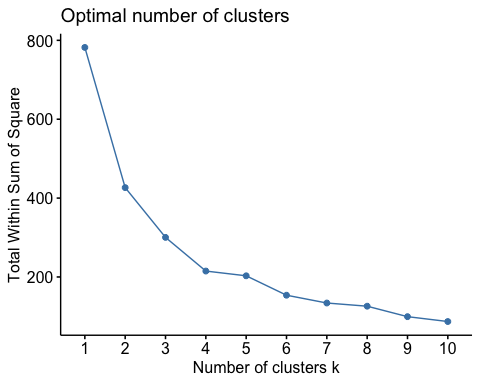 Optimal number of clusters
Total Within Sum of Square
800
600
400
200
1 2 3 4 5 6 7 8 9 10
Number of clusters k